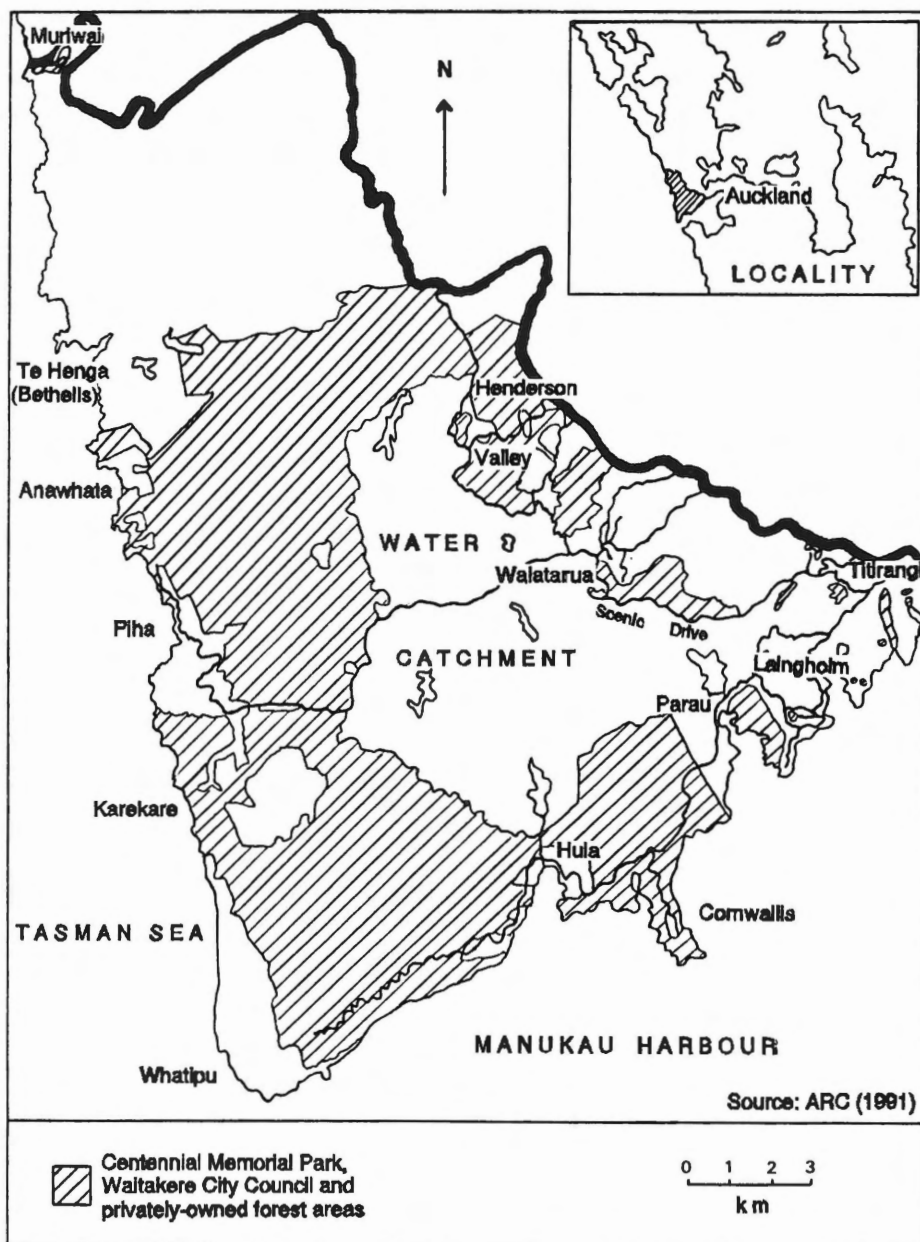 Muriwai
N
Auckland
LOCALITY
Te Henga
(Bethells)
Henderson
Valley
Anawhata
WATER
Waiatarua
Titirangi
Scenic Drive
Piha
CATCHMENT
Laingholm
Parau
Karekare
Huia
Cornwallis
TASMAN SEA
MANUKAU HARBOUR
Whatipu
Source: ARC (1991)
Centennial Memorial Park,
Waitakere City Council and
privately-owned forest areas
0 1 2 3
km